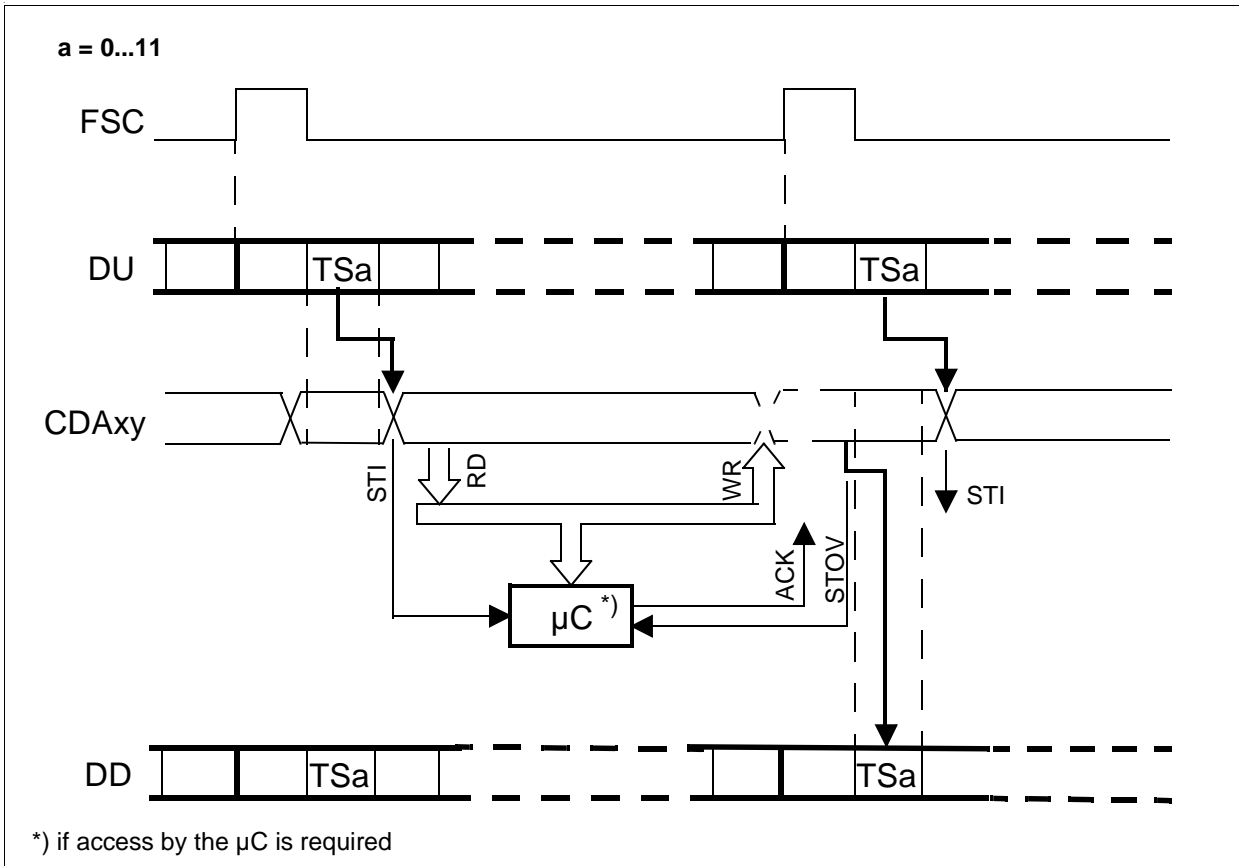 a = 0...11
FSC
DU
TSa
TSa
CDAxy
STI
RD
WR
STI
ACK
STOV
µC *)
DD
TSa
TSa
*) if access by the µC is required